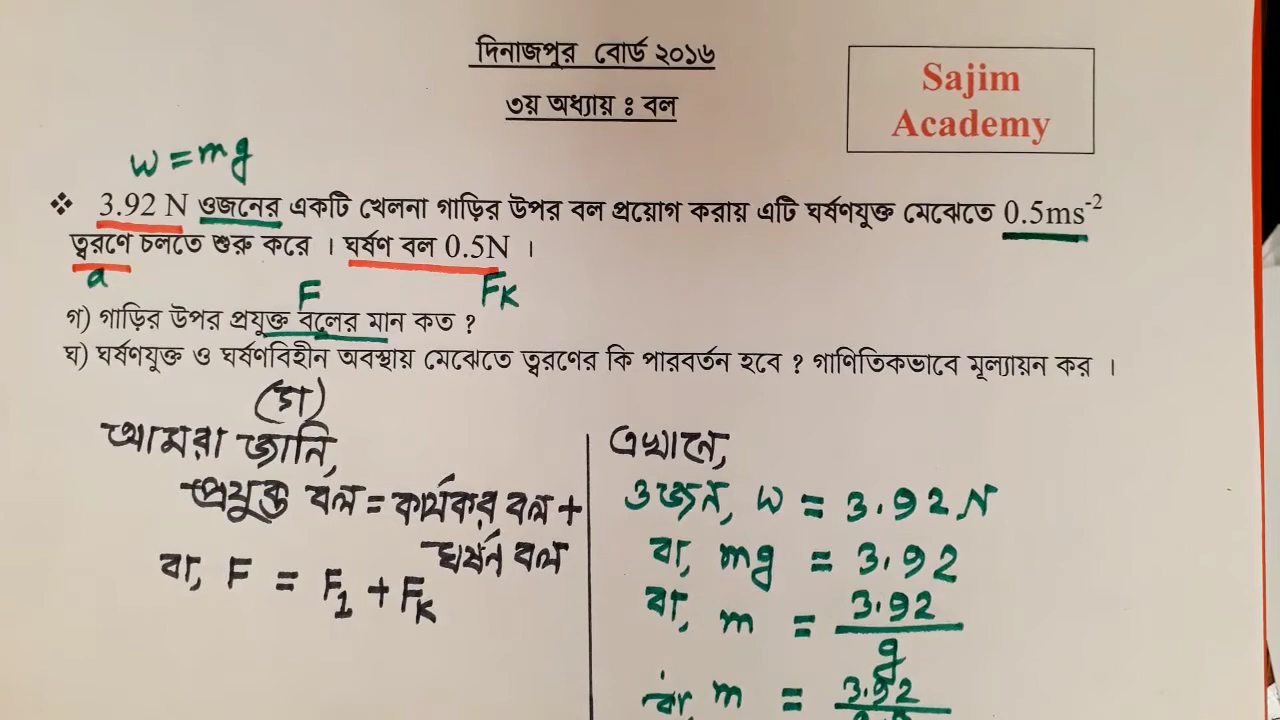 দিনাজপুর বোর্ড ২০১৬
৩য় অধ্যায় ঃ বল
Sajim
Academy
w = mg
❖ 3.92 N ওজনের একটি খেলনা গাড়ির উপর বল প্রয়োগ করায় এটি ঘর্ষণযুক্ত মেঝেতে 0.5ms⁻²
ত্বরণে চলতে শুরু করে । ঘর্ষণ বল 0.5N ।
a
F
Fₖ
গ) গাড়ির উপর প্রযুক্ত বলের মান কত ?
ঘ) ঘর্ষণযুক্ত ও ঘর্ষণবিহীন অবস্থায় মেঝেতে ত্বরণের কি পারবর্তন হবে ? গাণিতিকভাবে মূল্যায়ন কর ।
(গ)
আমরা জানি,
প্রযুক্ত বল = কার্যকর বল +
ঘর্ষন বল
বা, F = F₁ + Fₖ
এখানে,
ওজন, w = 3.92 N
বা, mg = 3.92
বা, m = 3.92
g
বা, m = 3.92